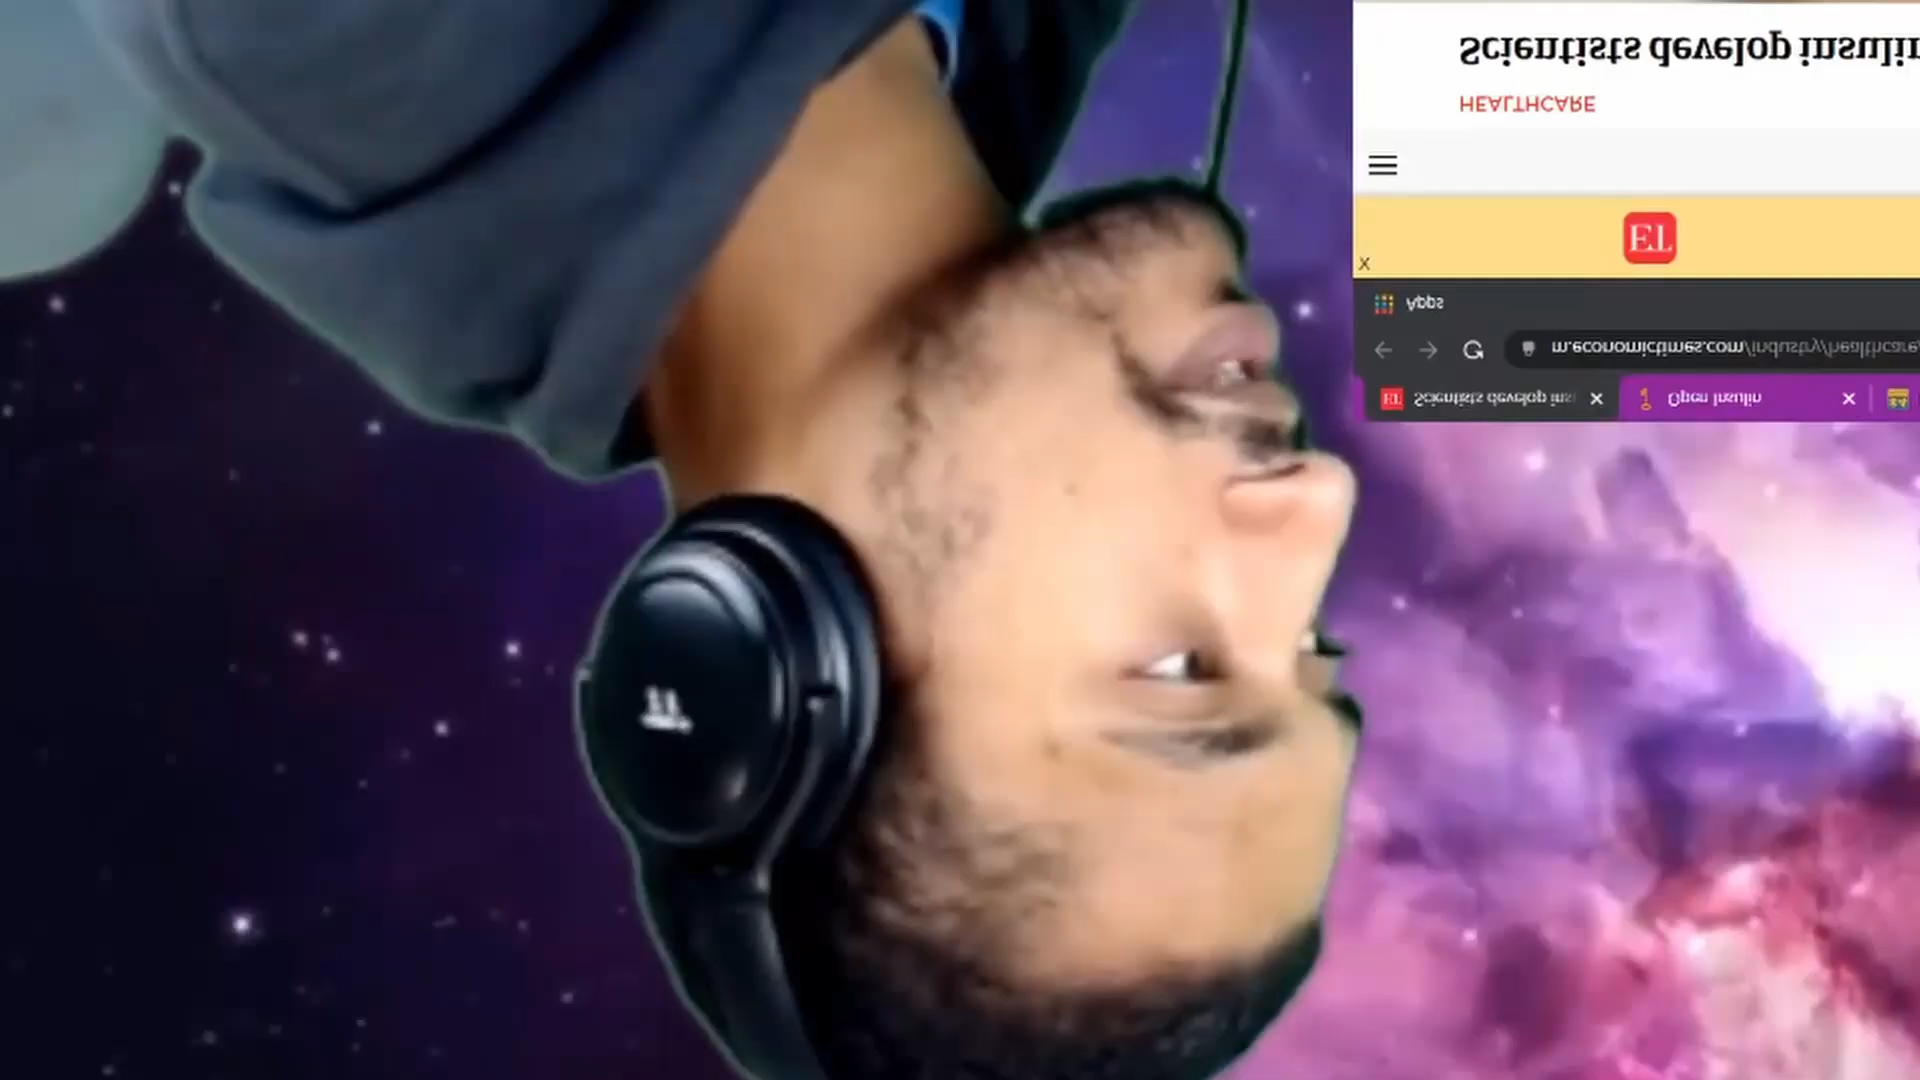 Scientists develop ins
Open Insulin
m.economictimes.com/industry/healthcare/
Apps
X
ET
HEALTHCARE
Scientists develop insulin